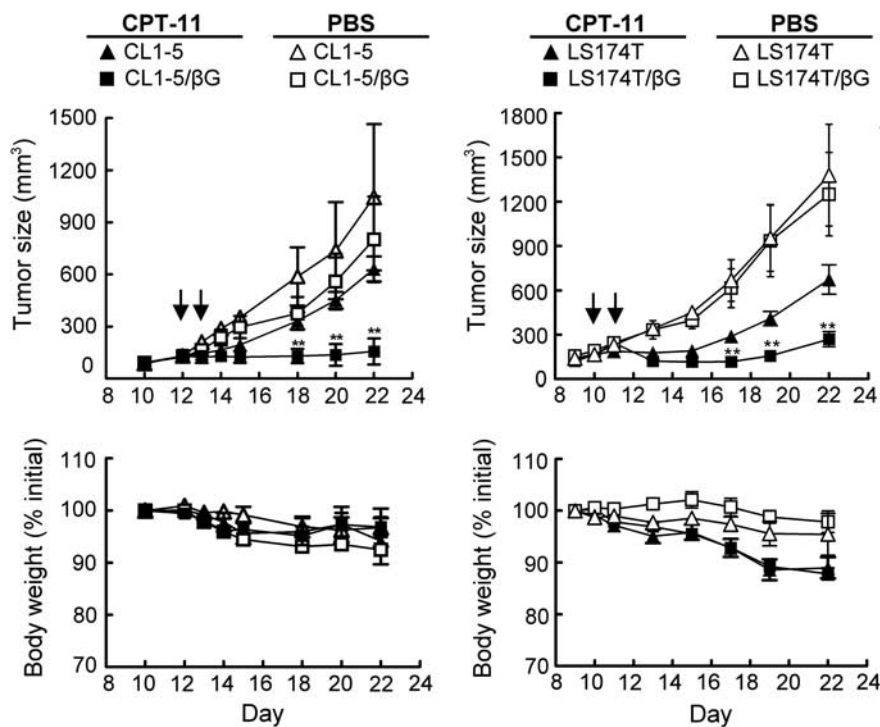 CPT-11 PBS
▲ CL1-5 △ CL1-5
■ CL1-5/βG □ CL1-5/βG
CPT-11 PBS
▲ LS174T △ LS174T
■ LS174T/βG □ LS174T/βG
Tumor size (mm³)
1500
1200
900
600
300
0
** ** **
8 10 12 14 16 18 20 22 24
Tumor size (mm³)
1800
1500
1200
900
600
300
0
** ** **
8 10 12 14 16 18 20 22 24
Body weight (% initial)
110
100
90
80
70
8 10 12 14 16 18 20 22 24
Day
Body weight (% initial)
110
100
90
80
70
8 10 12 14 16 18 20 22 24
Day